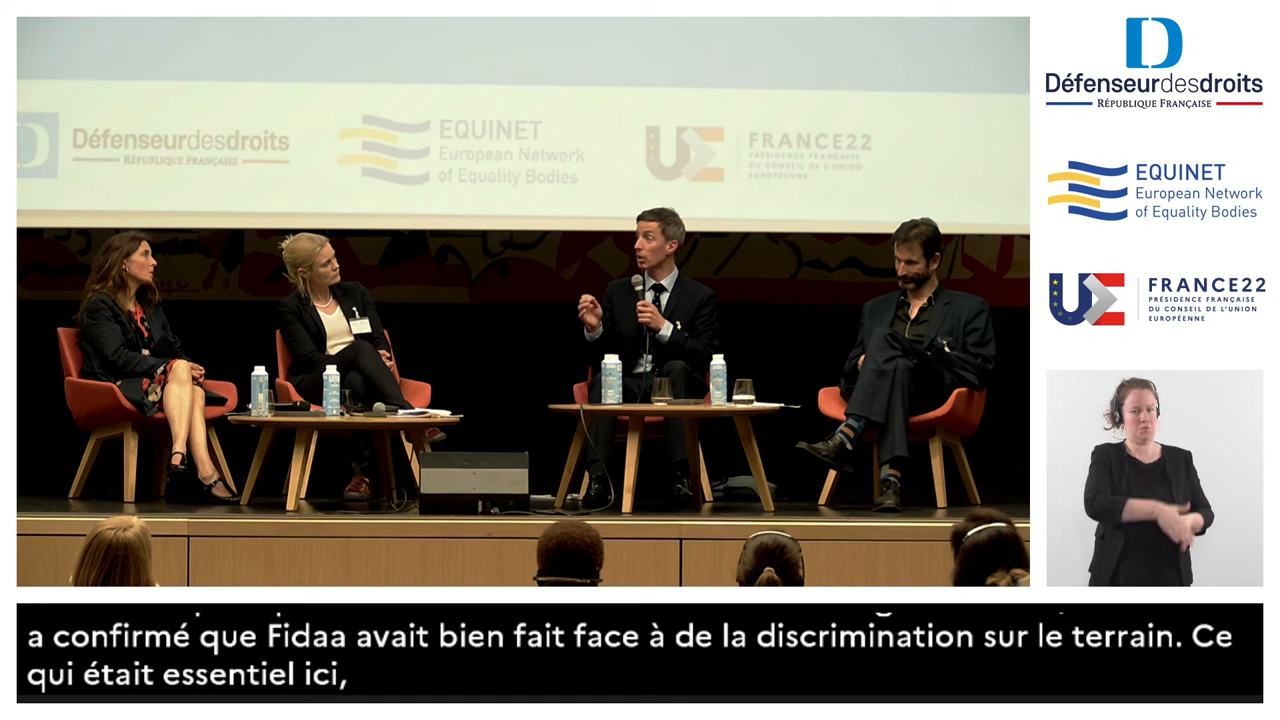 Défenseurdesdroits
RÉPUBLIQUE FRANÇAISE
EQUINET
European Network
of Equality Bodies
UE
FRANCE22
PRÉSIDENCE FRANÇAISE
DU CONSEIL DE L'UNION
EUROPÉENNE
D
Défenseurdesdroits
RÉPUBLIQUE FRANÇAISE
EQUINET
European Network
of Equality Bodies
UE
FRANCE22
PRÉSIDENCE FRANÇAISE
DU CONSEIL DE L'UNION
EUROPÉENNE
a confirmé que Fidaa avait bien fait face à de la discrimination sur le terrain. Ce
qui était essentiel ici,